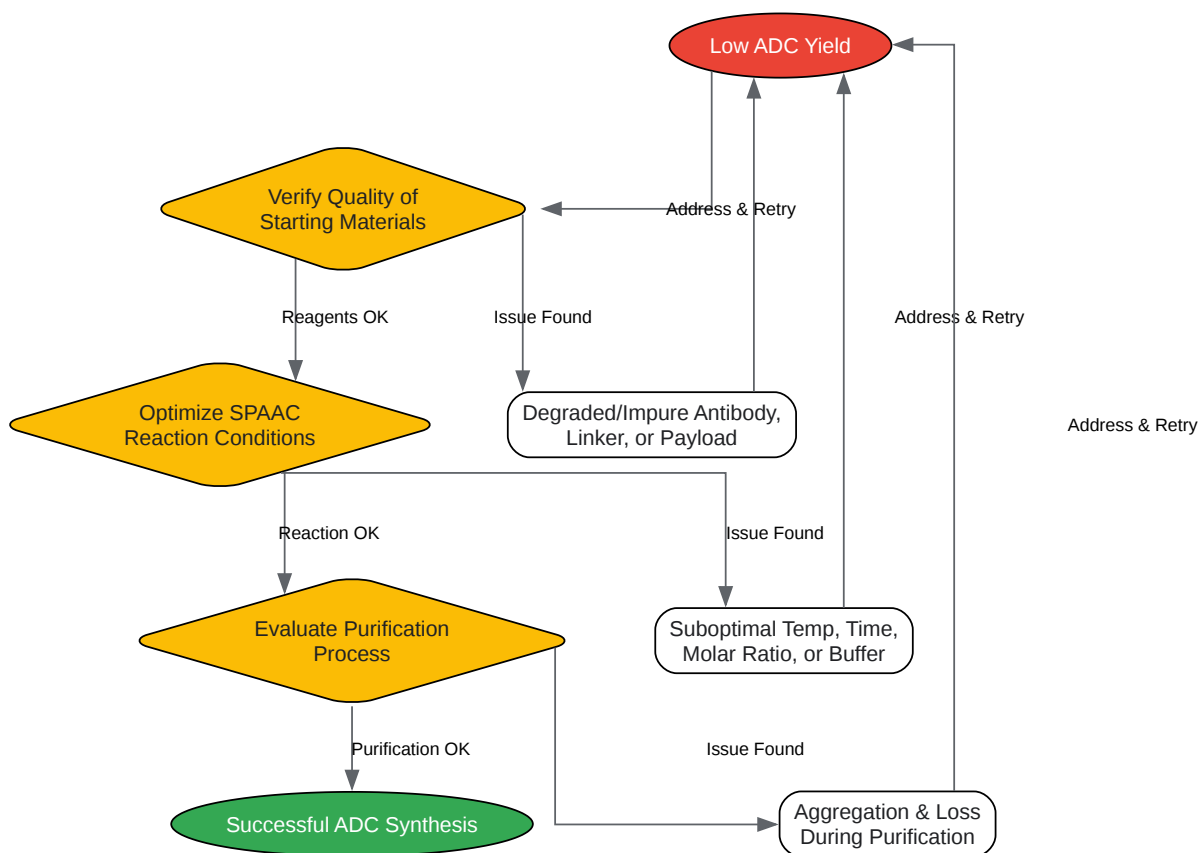 Low ADC Yield
Verify Quality of
Starting Materials
Address & Retry
Reagents OK
Issue Found
Address & Retry
Optimize SPAAC
Reaction Conditions
Degraded/Impure Antibody,
Linker, or Payload
Address & Retry
Reaction OK
Issue Found
Evaluate Purification
Process
Suboptimal Temp, Time,
Molar Ratio, or Buffer
Purification OK
Issue Found
Successful ADC Synthesis
Aggregation & Loss
During Purification